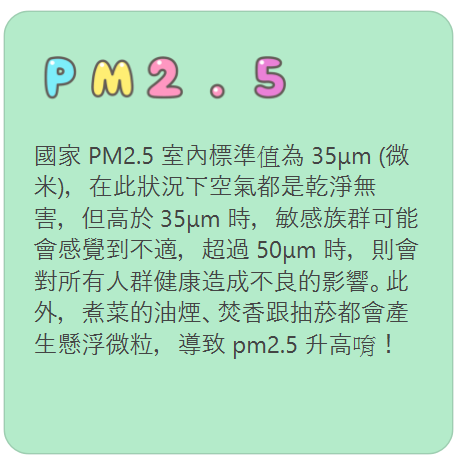 PM2.5
國家 PM2.5 室內標準值為 35μm (微
米)，在此狀況下空氣都是乾淨無
害，但高於 35μm 時，敏感族群可能
會感覺到不適，超過 50μm 時，則會
對所有人群健康造成不良的影響。此
外，煮菜的油煙、焚香跟抽菸都會產
生懸浮微粒，導致 pm2.5 升高唷！